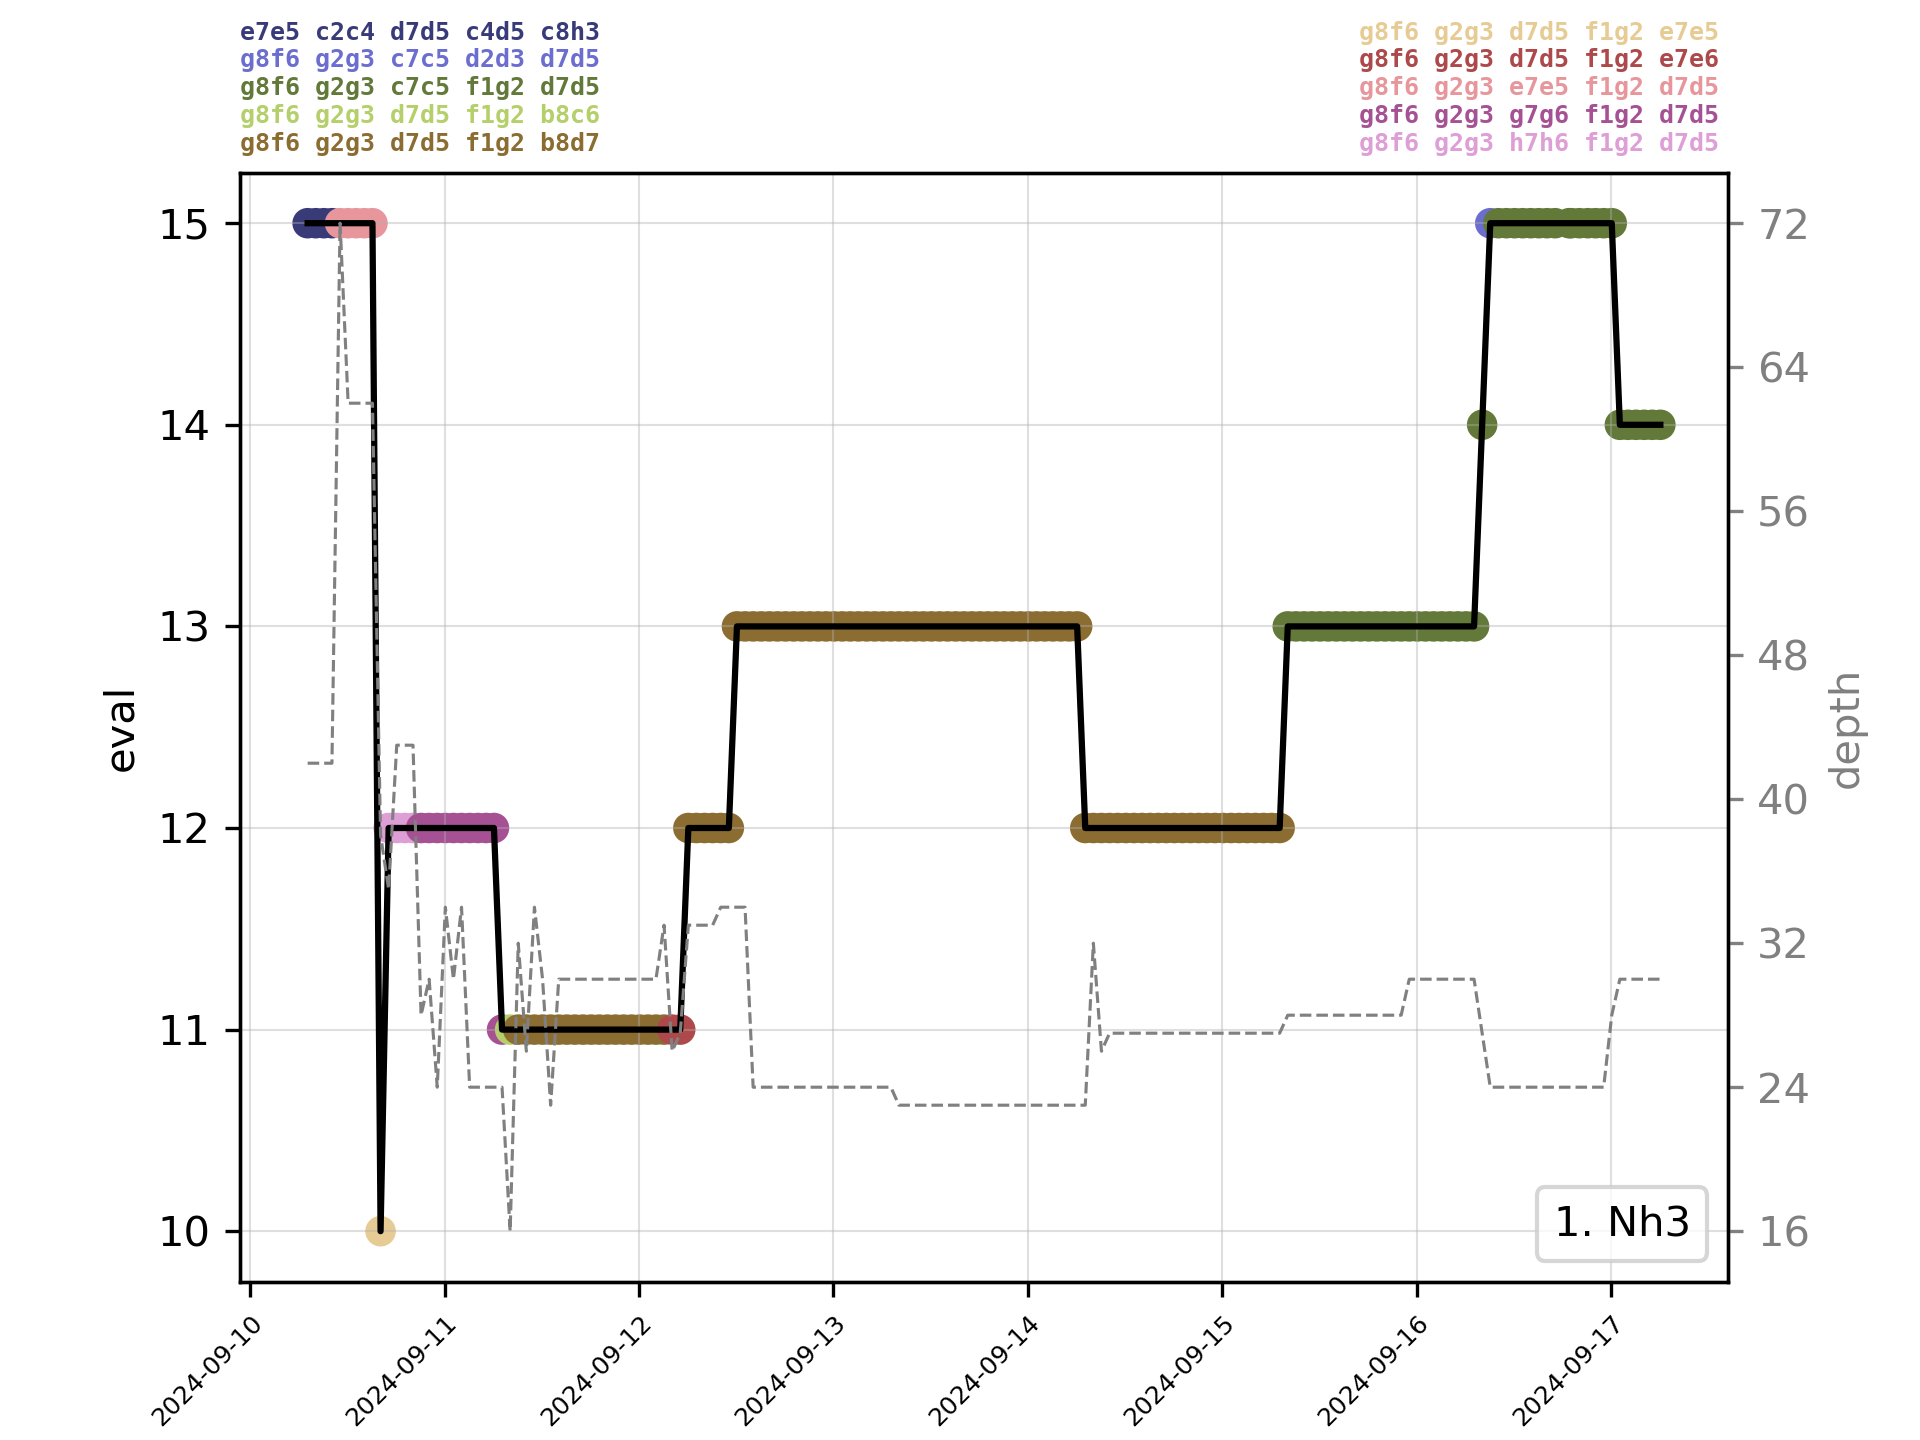 e7e5 c2c4 d7d5 c4d5 c8h3
g8f6 g2g3 c7c5 d2d3 d7d5
g8f6 g2g3 c7c5 f1g2 d7d5
g8f6 g2g3 d7d5 f1g2 b8c6
g8f6 g2g3 d7d5 f1g2 b8d7
g8f6 g2g3 d7d5 f1g2 e7e5
g8f6 g2g3 d7d5 f1g2 e7e6
g8f6 g2g3 e7e5 f1g2 d7d5
g8f6 g2g3 g7g6 f1g2 d7d5
g8f6 g2g3 h7h6 f1g2 d7d5
15
14
13
12
11
10
eval
72
64
56
48
40
32
24
16
depth
1. Nh3
2024-09-10
2024-09-11
2024-09-12
2024-09-13
2024-09-14
2024-09-15
2024-09-16
2024-09-17